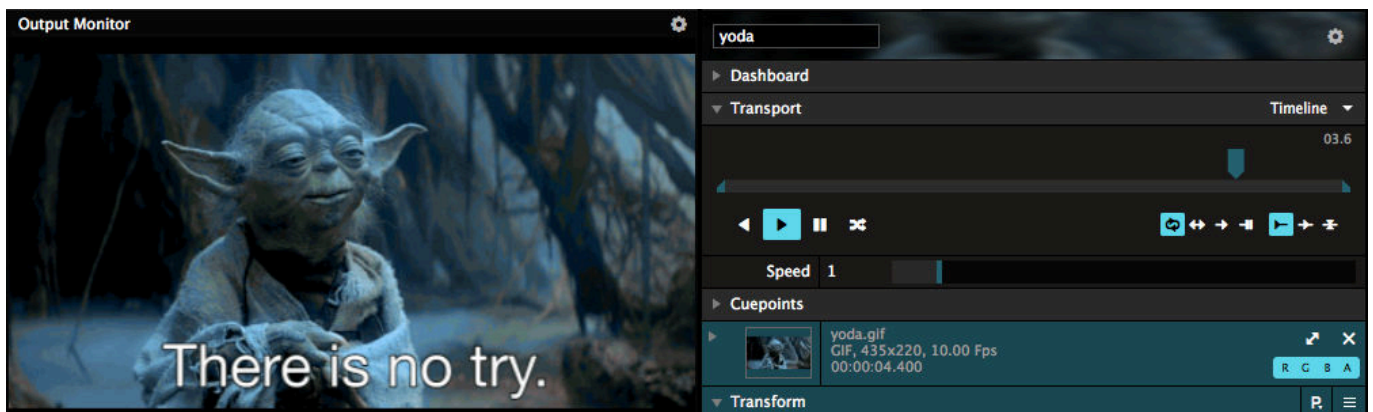 Output Monitor
There is no try.
yoda
Dashboard
Transport
Timeline
03.6
Speed 1
Cuepoints
yoda.gif
GIF, 435x220, 10.00 Fps
00:00:04.400
R G B A
Transform
P.